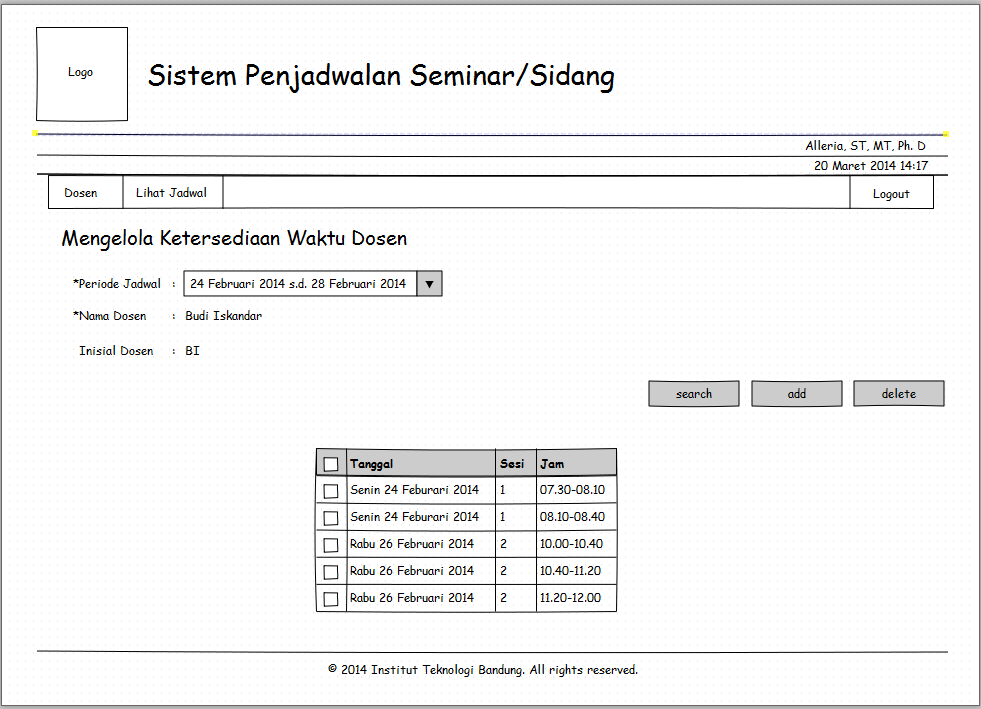 Logo
Sistem Penjadwalan Seminar/Sidang
Alleria, ST, MT, Ph. D
20 Maret 2014 14:17
Dosen Lihat Jadwal Logout
Mengelola Ketersediaan Waktu Dosen
*Periode Jadwal : 24 Februari 2014 s.d. 28 Februari 2014
*Nama Dosen : Budi Iskandar
Inisial Dosen : BI
search add delete
Tanggal Sesi Jam
Senin 24 Feburari 2014 1 07.30-08.10
Senin 24 Feburari 2014 1 08.10-08.40
Rabu 26 Februari 2014 2 10.00-10.40
Rabu 26 Februari 2014 2 10.40-11.20
Rabu 26 Februari 2014 2 11.20-12.00
© 2014 Institut Teknologi Bandung. All rights reserved.